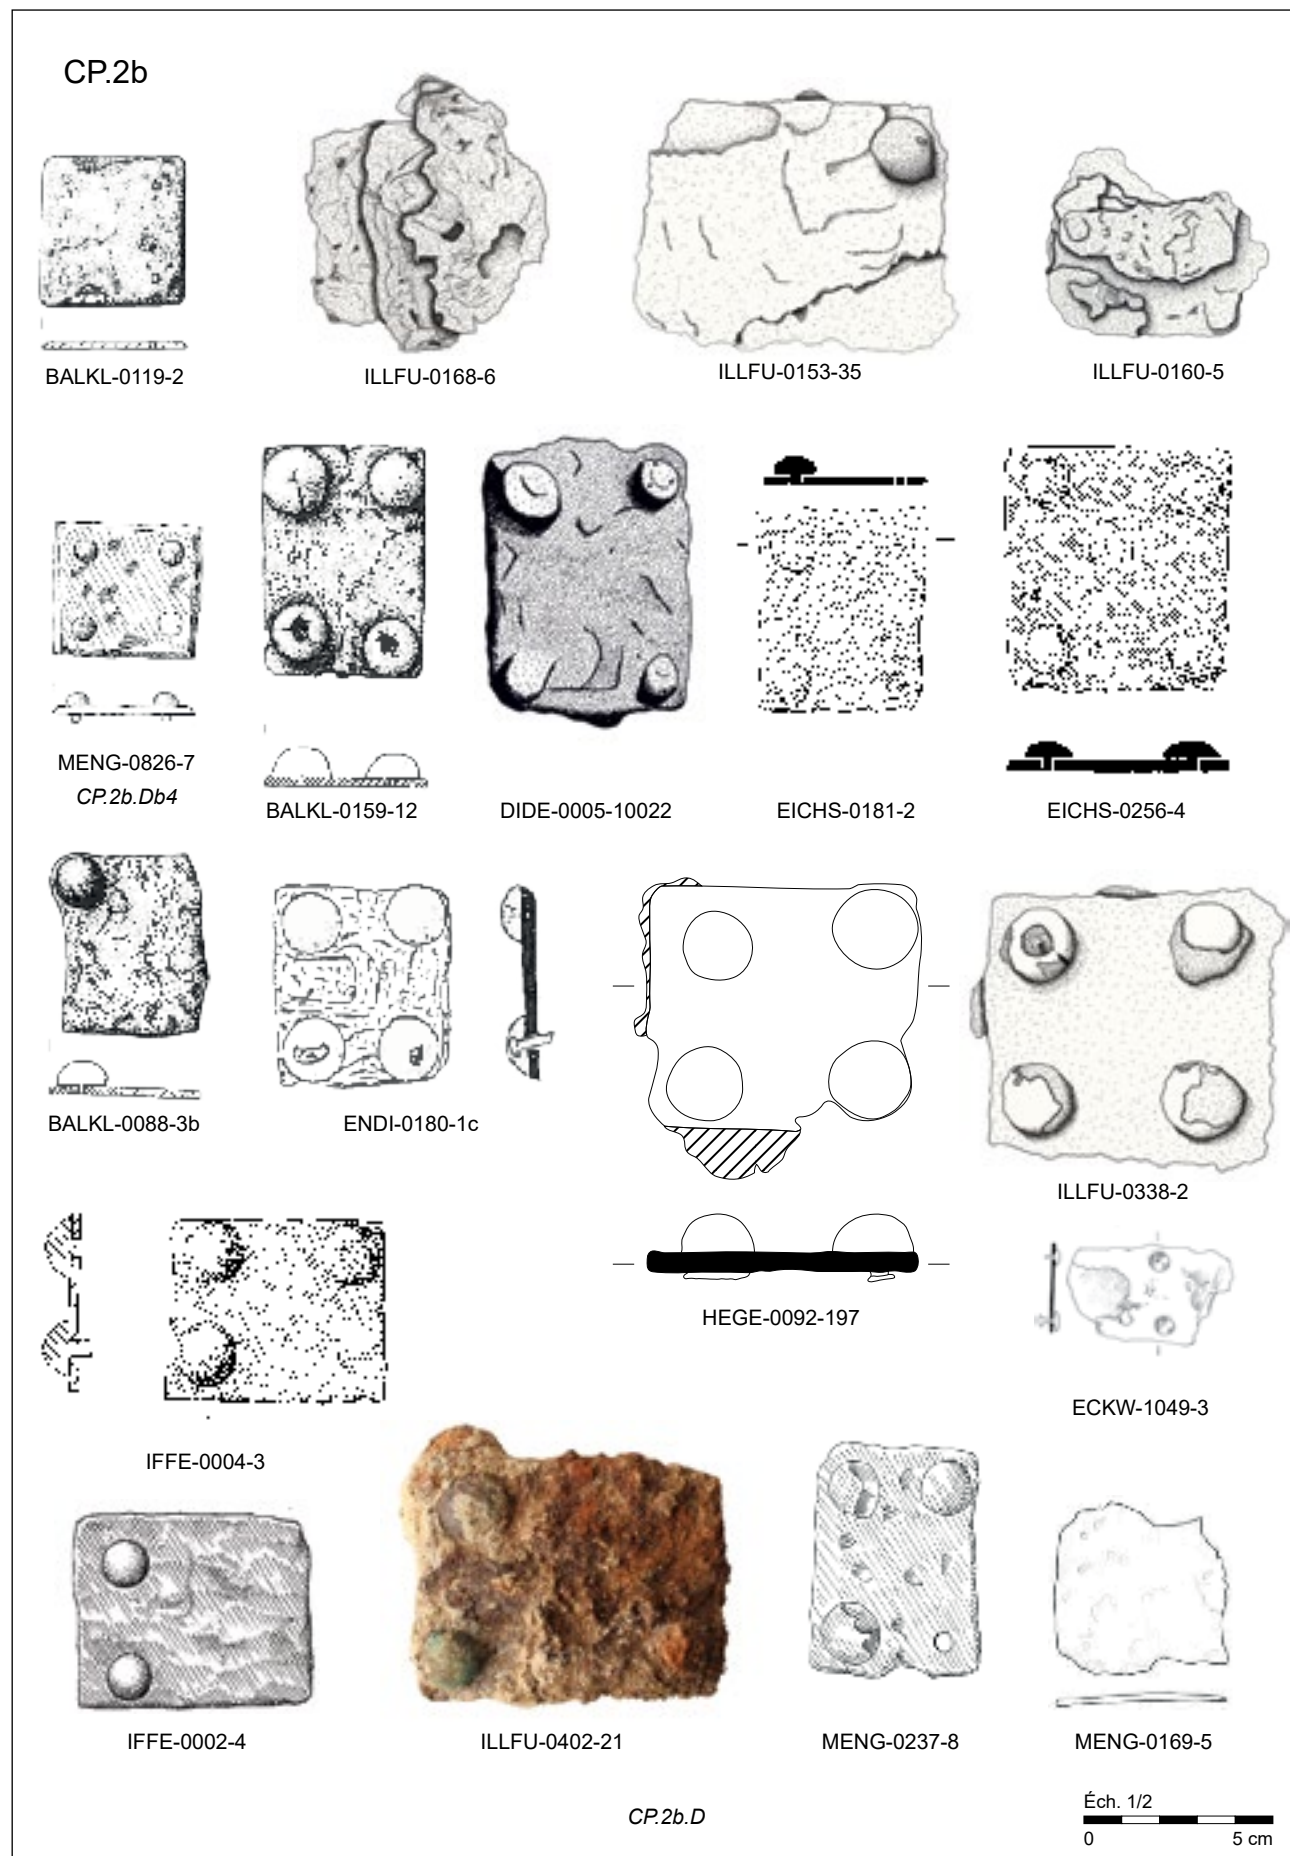 CP.2b
BALKL-0119-2
ILLFU-0168-6
ILLFU-0153-35
ILLFU-0160-5
MENG-0826-7
CP.2b.Db4
BALKL-0159-12
DIDE-0005-10022
EICHS-0181-2
EICHS-0256-4
BALKL-0088-3b
ENDI-0180-1c
HEGE-0092-197
ILLFU-0338-2
IFFE-0004-3
ECKW-1049-3
IFFE-0002-4
ILLFU-0402-21
MENG-0237-8
MENG-0169-5
CP.2b.D
Éch. 1/2
0 5 cm